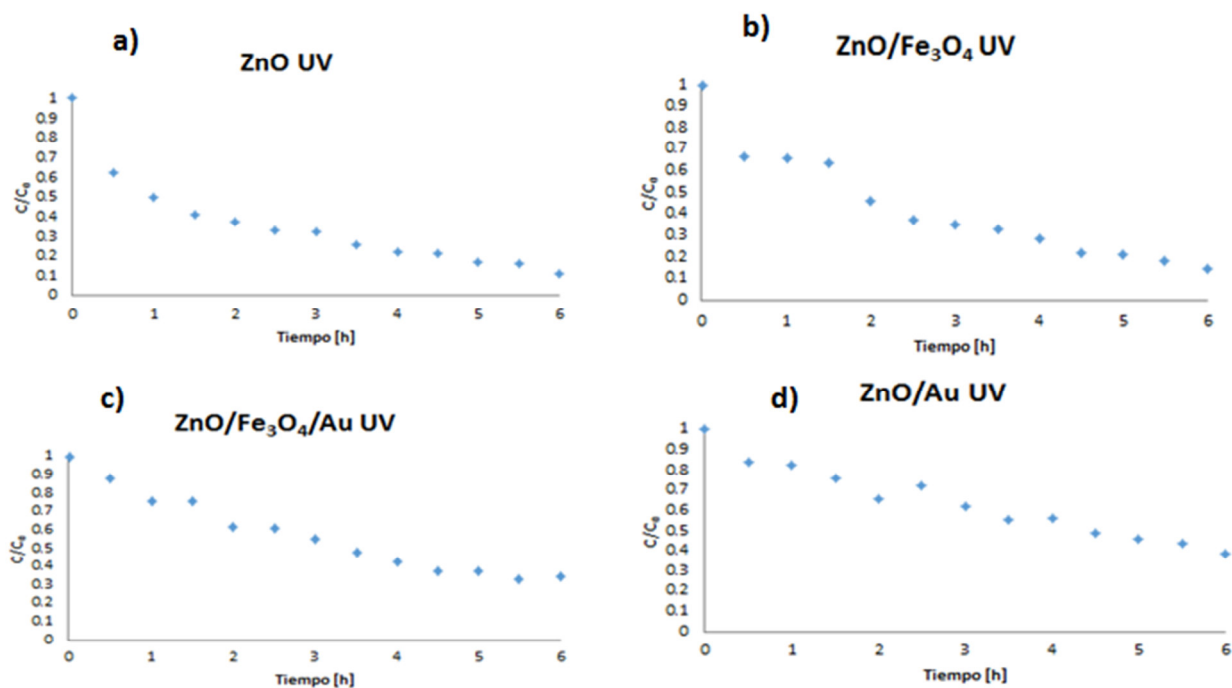 a)
ZnO UV
1
0.9
0.8
0.7
0.6
0.5
0.4
0.3
0.2
0.1
0
C/C₀
0 1 2 3 4 5 6
Tiempo [h]
b)
ZnO/Fe₃O₄ UV
1
0.9
0.8
0.7
0.6
0.5
0.4
0.3
0.2
0.1
0
C/C₀
0 1 2 3 4 5 6
Tiempo [h]
c)
ZnO/Fe₃O₄/Au UV
1
0.9
0.8
0.7
0.6
0.5
0.4
0.3
0.2
0.1
0
C/C₀
0 1 2 3 4 5 6
Tiempo [h]
d)
ZnO/Au UV
1
0.9
0.8
0.7
0.6
0.5
0.4
0.3
0.2
0.1
0
C/C₀
0 1 2 3 4 5 6
Tiempo [h]